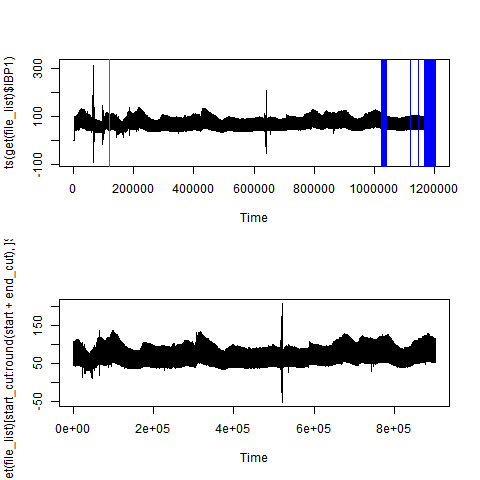 ts(get(file_list)$IBP1)
-100
100
300
0
200000
400000
600000
800000
1000000
1200000
Time
et(file_list)[start_cut:round(start + end_cut), ]$
-50
50
150
0e+00
2e+05
4e+05
6e+05
8e+05
Time